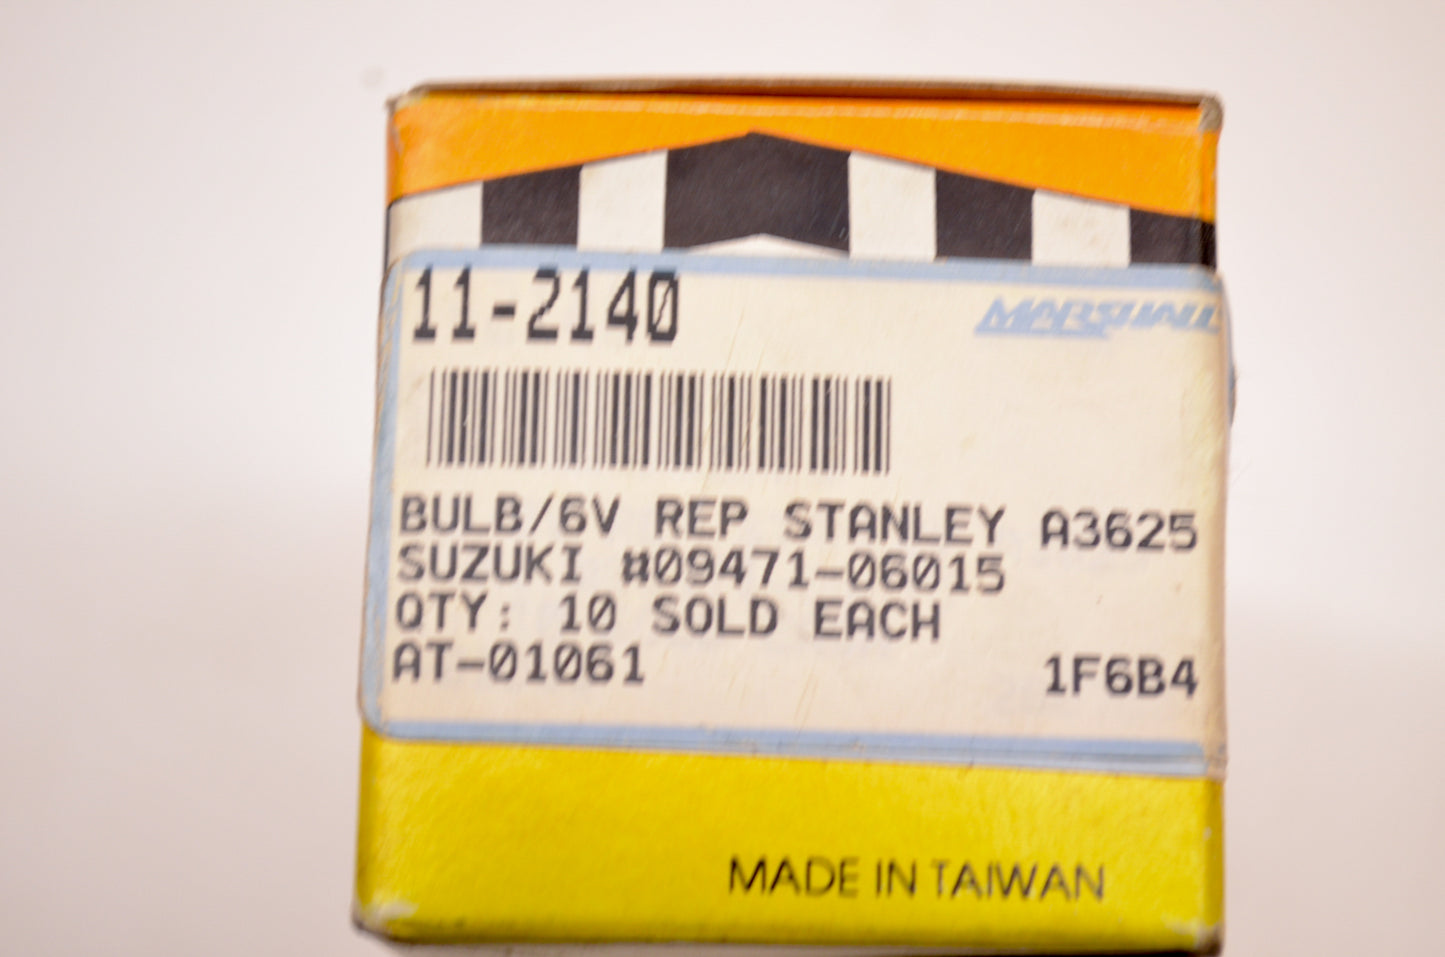 11-2140
MARSHALL
BULB/6V REP STANLEY A3625
SUZUKI #09471-06015
QTY: 10 SOLD EACH
AT-01061 1F6B4
MADE IN TAIWAN